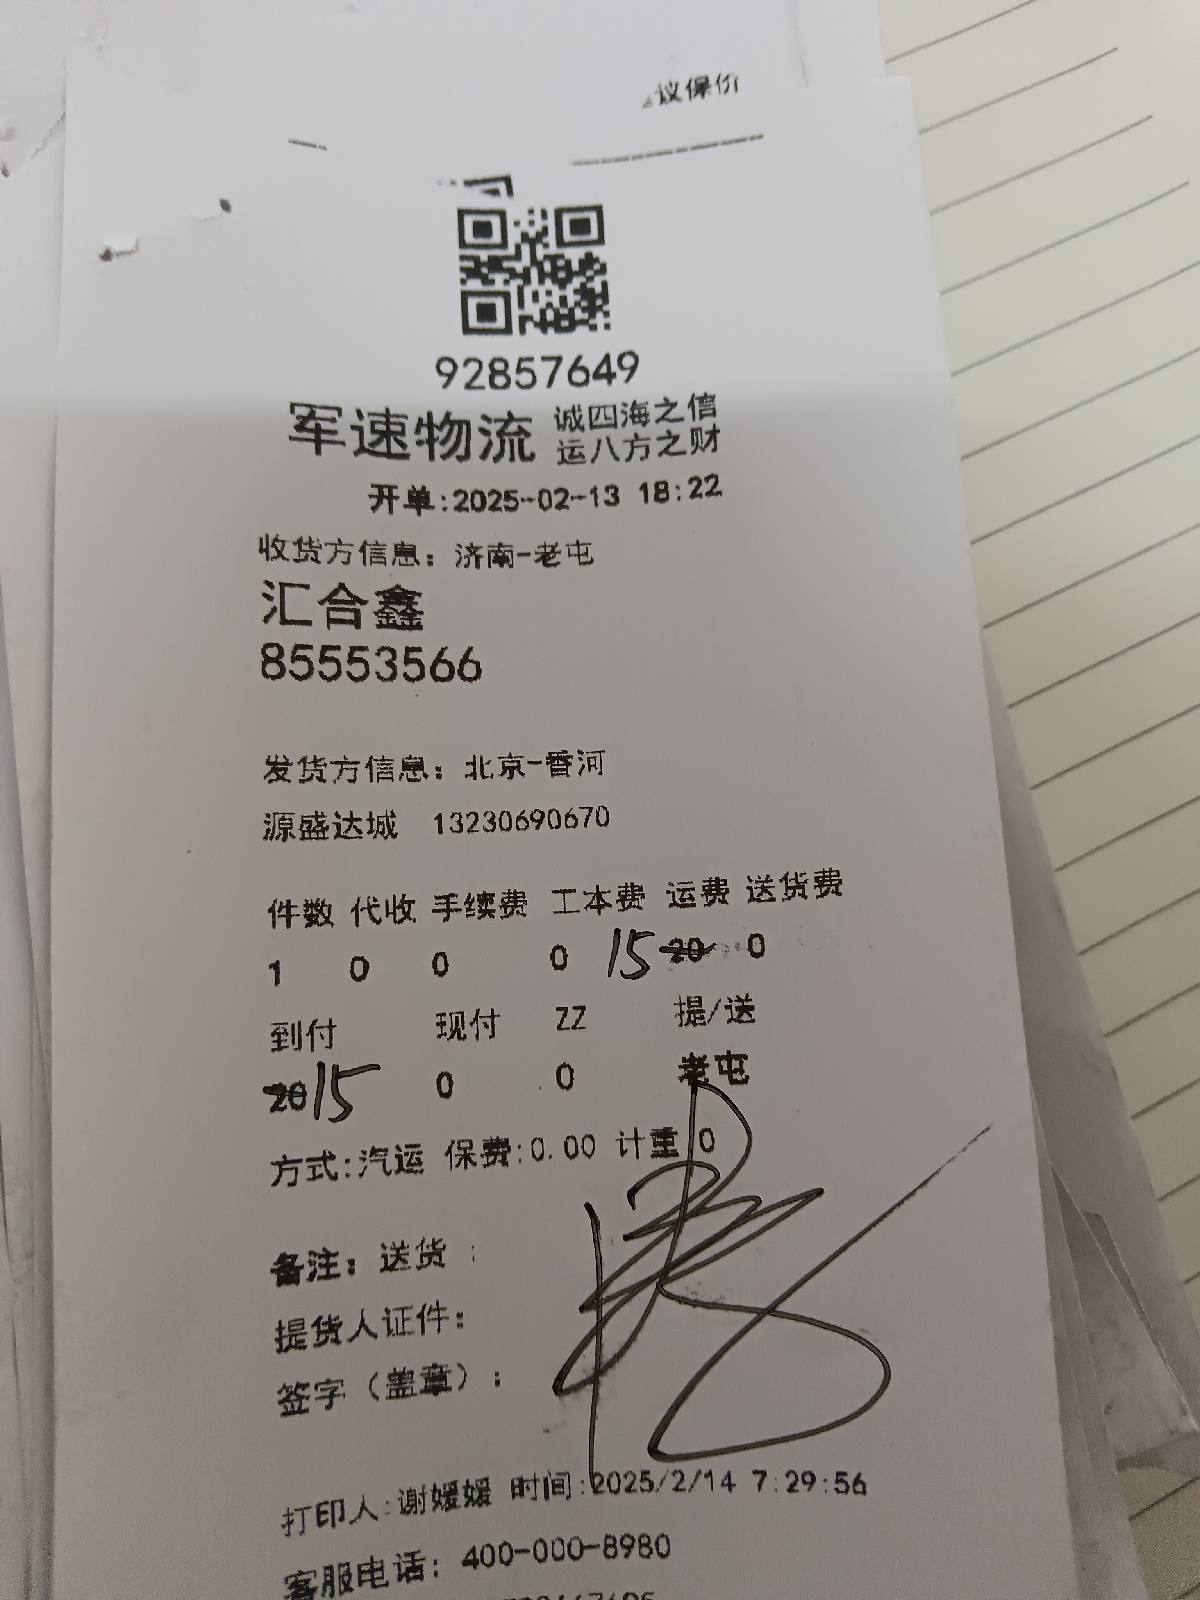 议保价
92857649
军速物流 诚四海之信
运八方之财
开单:2025-02-13 18:22
收货方信息: 济南-老屯
汇合鑫
85553566
发货方信息: 北京-香河
源盛达城 13230690670
件数 代收 手续费 工本费 运费 送货费
1 0 0 0 15 20 0
到付 现付 ZZ 提/送
20 15 0 0 老屯
方式:汽运 保费:0.00 计重 0
备注: 送货 :
提货人证件:
签字（盖章）:
打印人:谢媛媛 时间:2025/2/14 7:29:56
客服电话: 400-000-8980